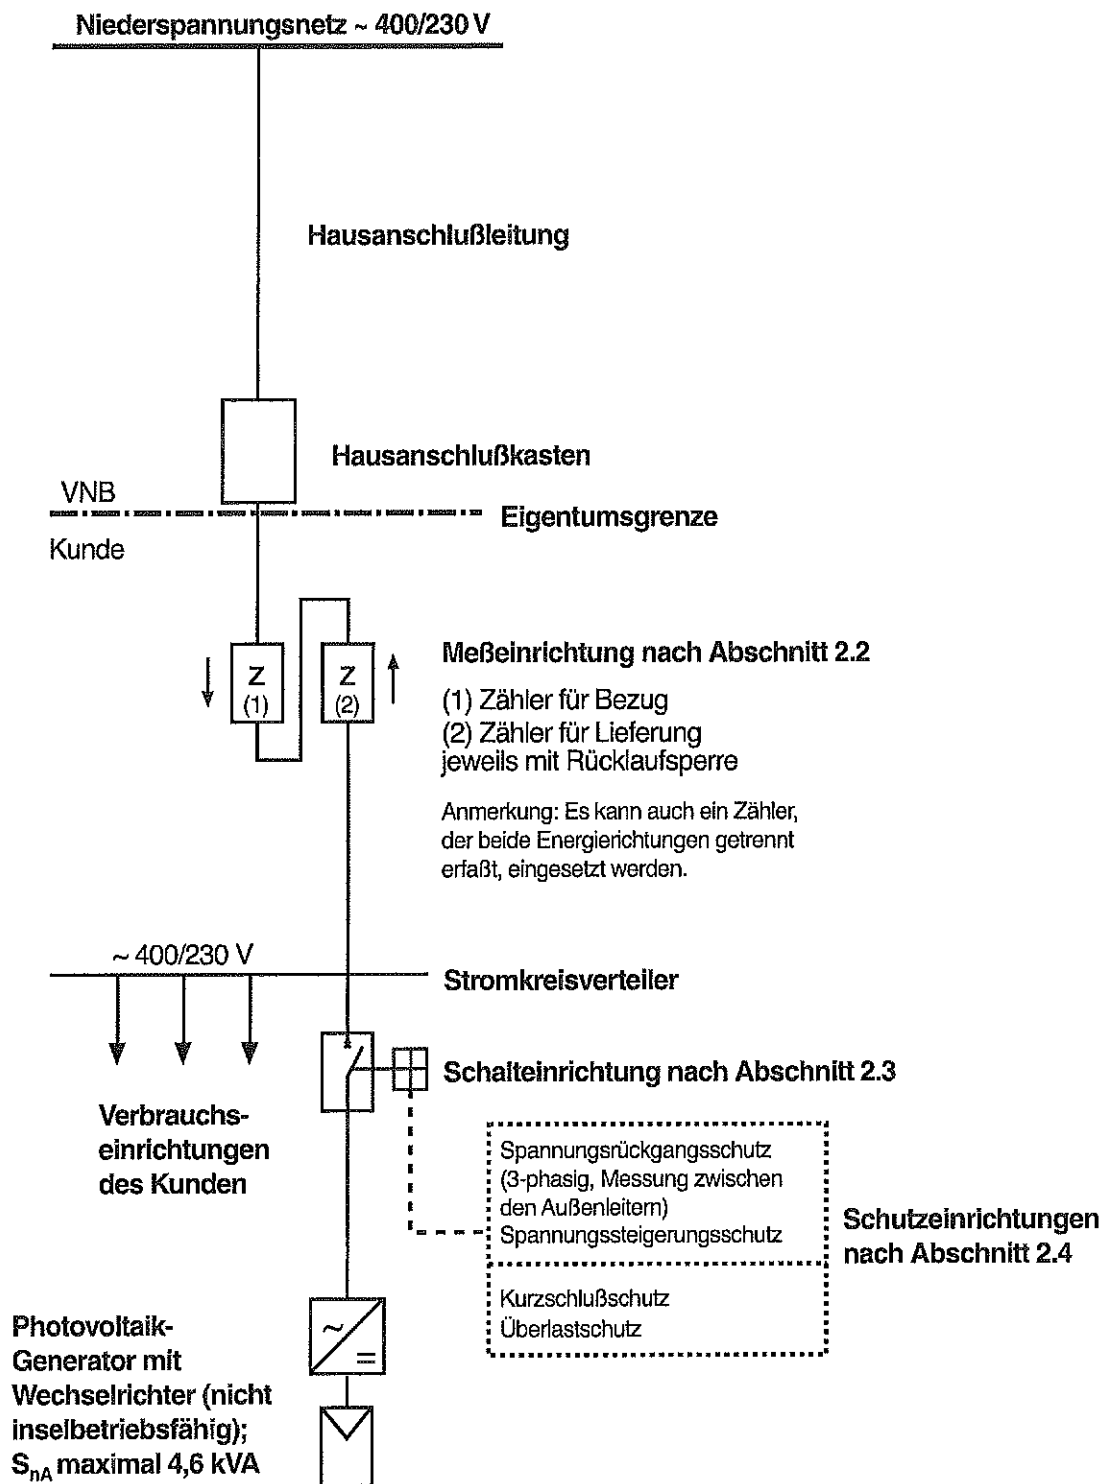 Niederspannungsnetz ~ 400/230 V
Hausanschlußleitung
Hausanschlußkasten
VNB
Eigentumsgrenze
Kunde
Meßeinrichtung nach Abschnitt 2.2
Z
(1)
Z
(2)
(1) Zähler für Bezug
(2) Zähler für Lieferung
jeweils mit Rücklaufsperre
Anmerkung: Es kann auch ein Zähler,
der beide Energierichtungen getrennt
erfaßt, eingesetzt werden.
~ 400/230 V
Stromkreisverteiler
Schalteinrichtung nach Abschnitt 2.3
Verbrauchs-
einrichtungen
des Kunden
Spannungsrückgangsschutz
(3-phasig, Messung zwischen
den Außenleitern)
Spannungssteigerungsschutz
Schutzeinrichtungen
nach Abschnitt 2.4
Kurzschlußschutz
Überlastschutz
Photovoltaik-
Generator mit
Wechselrichter (nicht
inselbetriebsfähig);
SnA maximal 4,6 kVA
~
=